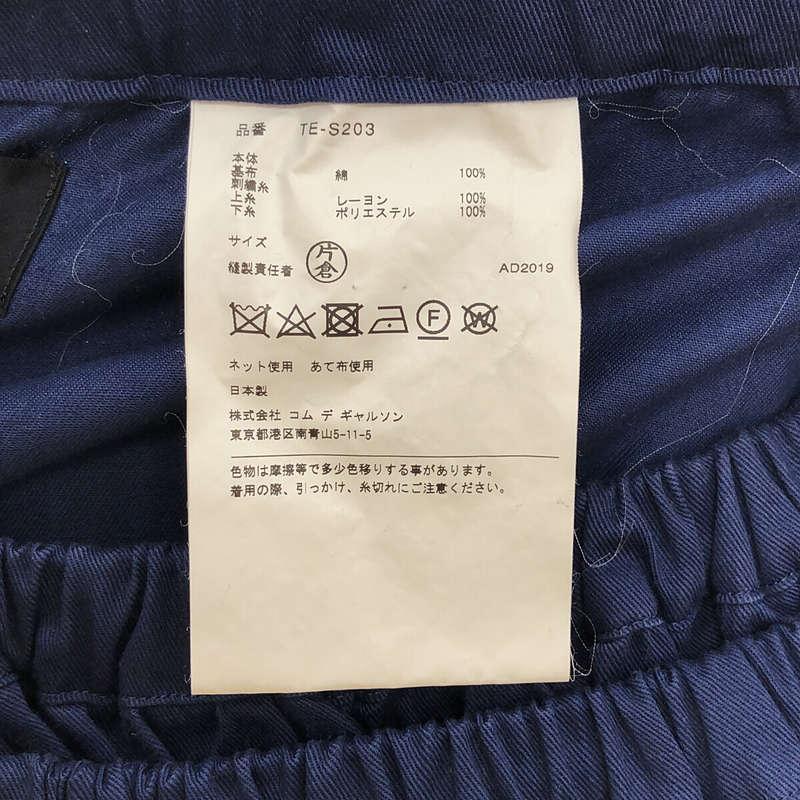 品番 TE-S203
本体
基布 綿 100%
刺繍糸
上糸 レーヨン 100%
下糸 ポリエステル 100%
サイズ
縫製責任者 片倉 AD2019
F W
ネット使用 あて布使用
日本製
株式会社 コム デ ギャルソン
東京都港区南青山5-11-5
色物は摩擦等で多少色移りする事があります。
着用の際、引っかけ、糸切れにご注意ください。